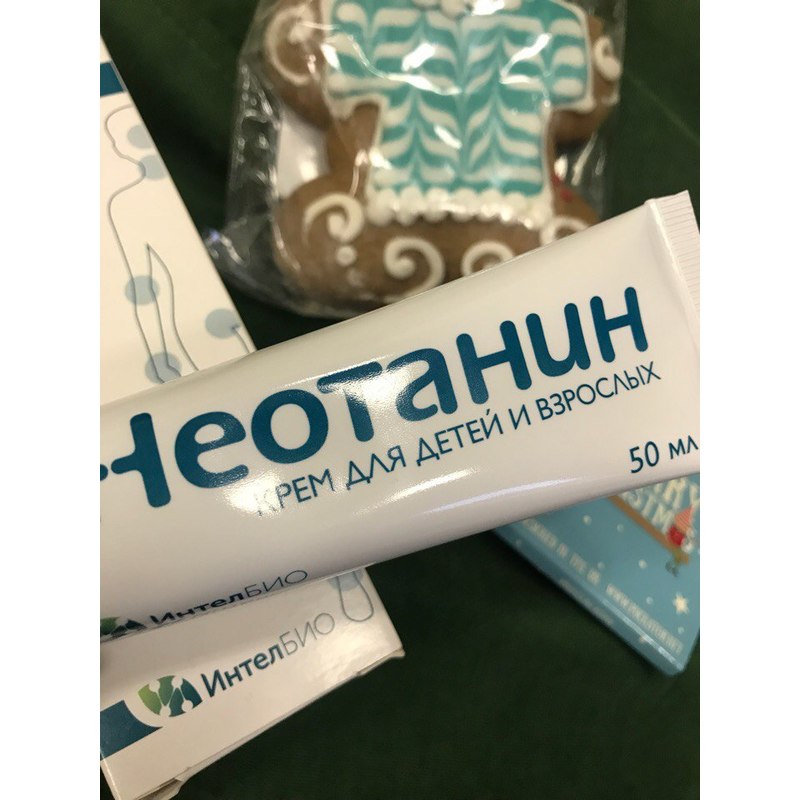 Неотанин
КРЕМ ДЛЯ ДЕТЕЙ И ВЗРОСЛЫХ
50 МЛ
ИнтелБИО
ИнтелБИО